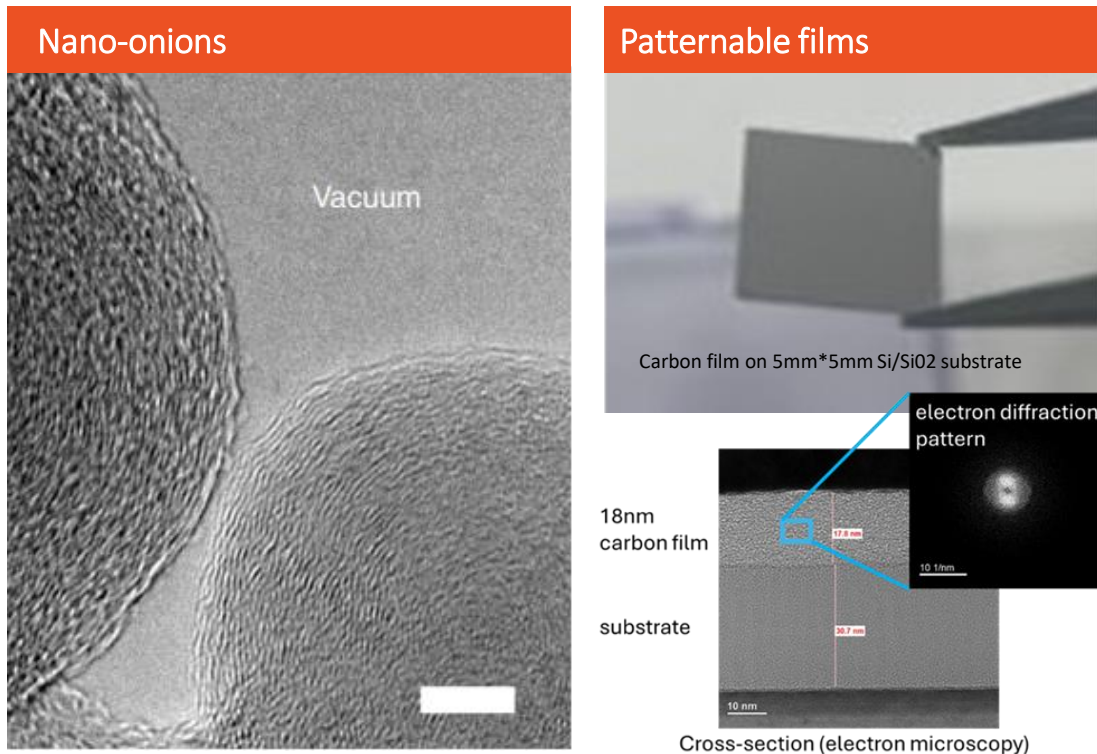 Nano-onions
Vacuum
Patternable films
Carbon film on 5mm*5mm Si/Si02 substrate
electron diffraction
pattern
10 1/nm
18nm
carbon film
17.8 nm
substrate
30.7 nm
10 nm
Cross-section (electron microscopy)